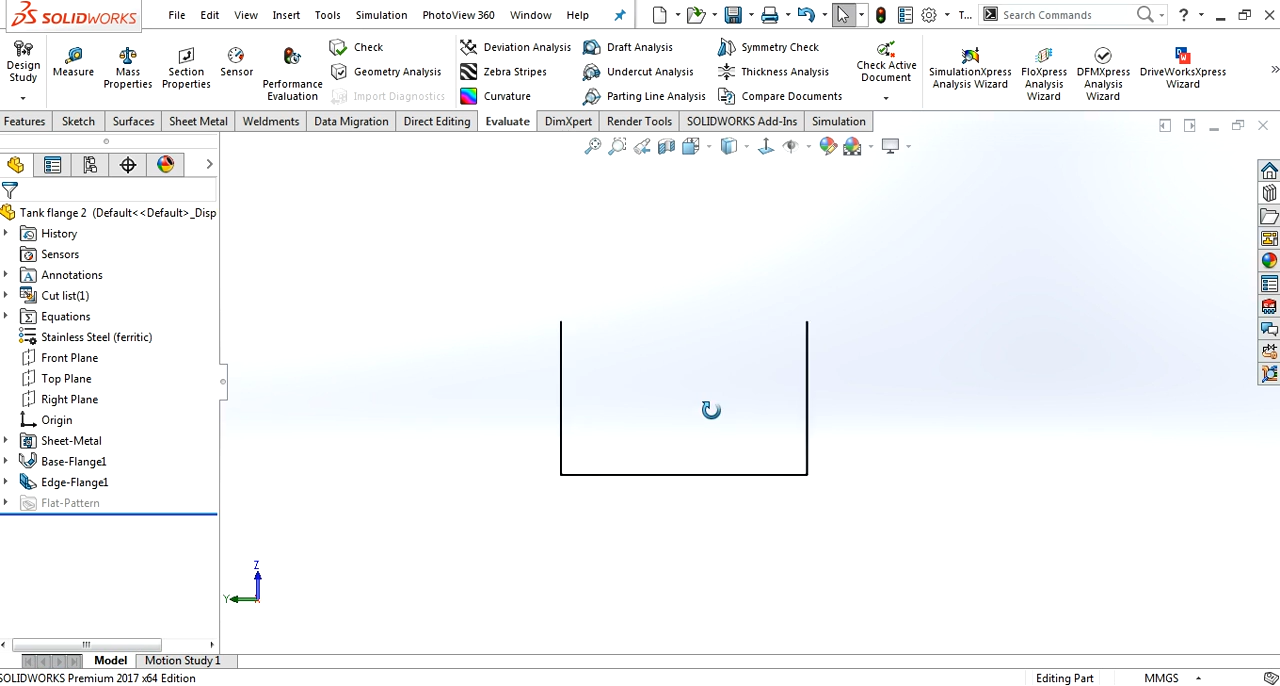 SOLIDWORKS File Edit View Insert Tools Simulation PhotoView 360 Window Help T... Search Commands ?
Design Study
Measure
Mass Properties
Section Properties
Sensor
Performance Evaluation
Check
Geometry Analysis
Import Diagnostics
Deviation Analysis
Zebra Stripes
Curvature
Draft Analysis
Undercut Analysis
Parting Line Analysis
Symmetry Check
Thickness Analysis
Compare Documents
Check Active Document
SimulationXpress Analysis Wizard
FloXpress Analysis Wizard
DFMXpress Analysis Wizard
DriveWorksXpress Wizard
Features Sketch Surfaces Sheet Metal Weldments Data Migration Direct Editing Evaluate DimXpert Render Tools SOLIDWORKS Add-Ins Simulation
Tank flange 2 (Default<<Default>_Disp
History
Sensors
Annotations
Cut list(1)
Equations
Stainless Steel (ferritic)
Front Plane
Top Plane
Right Plane
Origin
Sheet-Metal
Base-Flange1
Edge-Flange1
Flat-Pattern
Z
Y
Model Motion Study 1
SOLIDWORKS Premium 2017 x64 Edition Editing Part MMGS